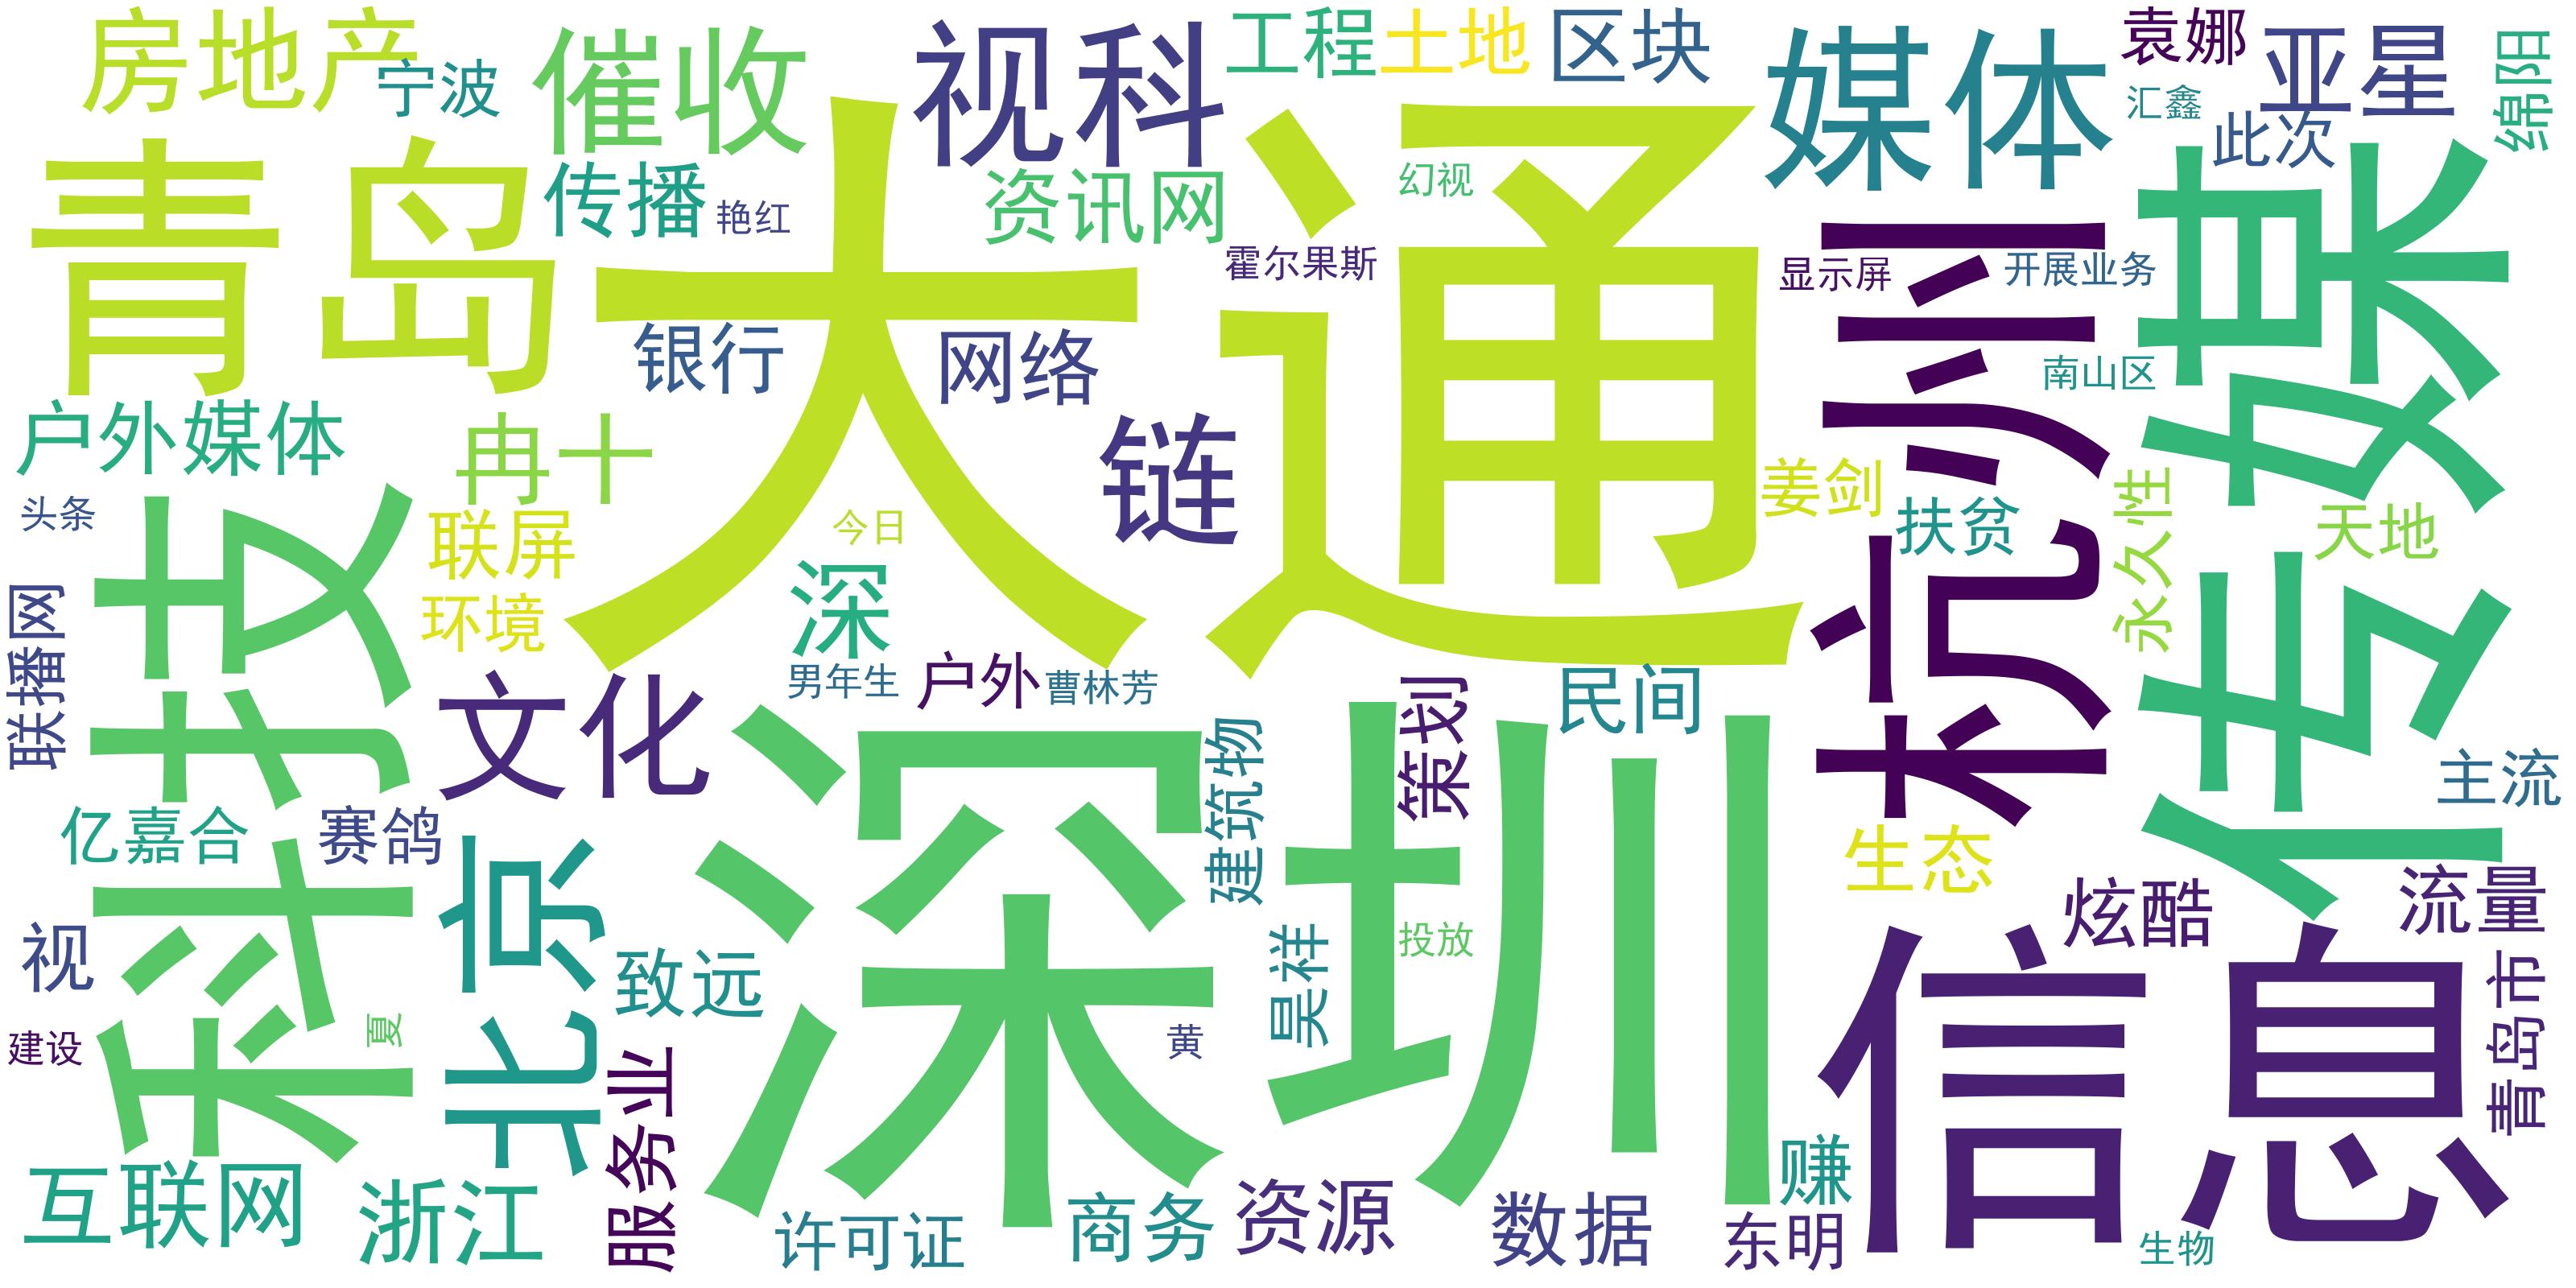 房地产
宁波
催收
视科
工程
土地
区块
媒体
袁娜
亚星
绵阳
汇鑫
此次
青岛
传播
艳红
资讯网
幻视
霍尔果斯
大通
显示屏
开展业务
杭州
传媒
银行
网络
南山区
户外媒体
冉十
链
姜剑
扶贫
永久性
天地
头条
科技
联屏
今日
环境
深
联播网
男年生
户外
曹林芳
文化
深圳
建筑物
策划
民间
主流
亿嘉合
赛鸽
北京
生态
炫酷
流量
视
致远
昊祥
投放
信息
青岛市
建设
夏
黄
服务业
互联网
浙江
许可证
商务
资源
数据
赚
东明
生物